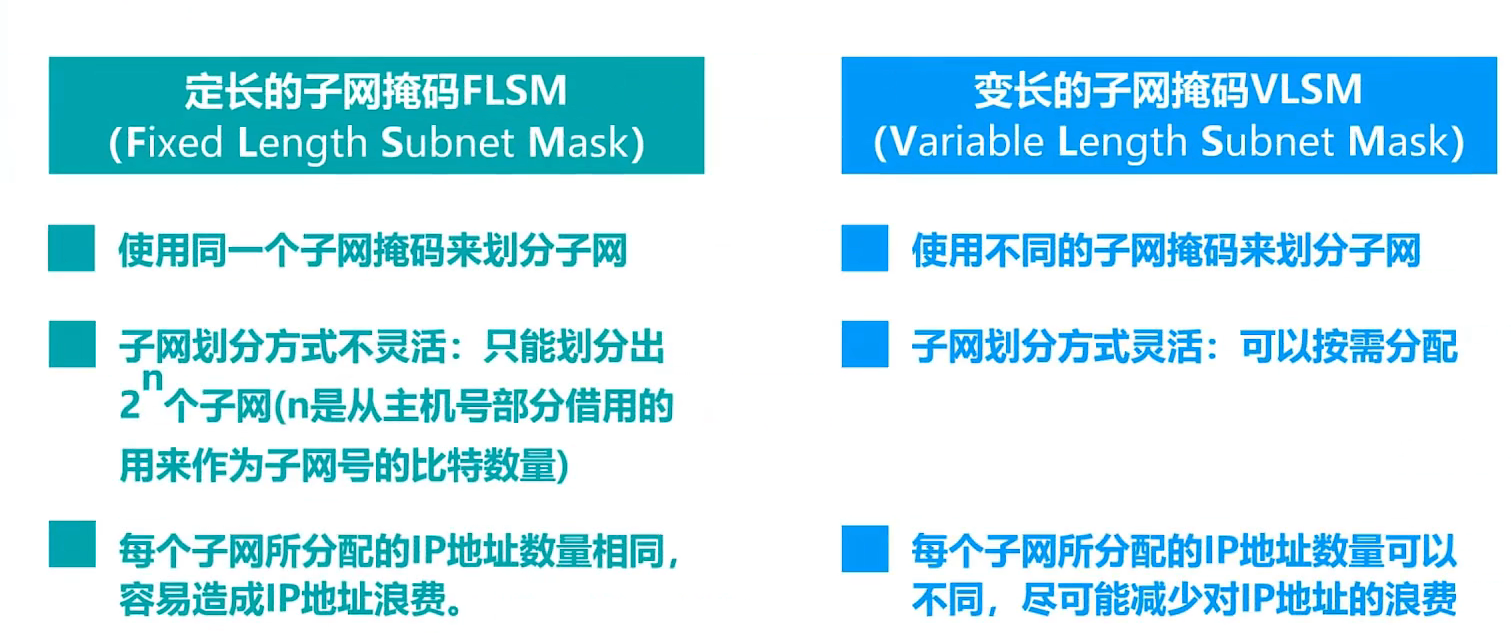 定长的子网掩码FLSM
(Fixed Length Subnet Mask)
使用同一个子网掩码来划分子网
子网划分方式不灵活：只能划分出
2ⁿ个子网(n是从主机号部分借用的
用来作为子网号的比特数量)
每个子网所分配的IP地址数量相同，
容易造成IP地址浪费。
变长的子网掩码VLSM
(Variable Length Subnet Mask)
使用不同的子网掩码来划分子网
子网划分方式灵活：可以按需分配
每个子网所分配的IP地址数量可以
不同，尽可能减少对IP地址的浪费